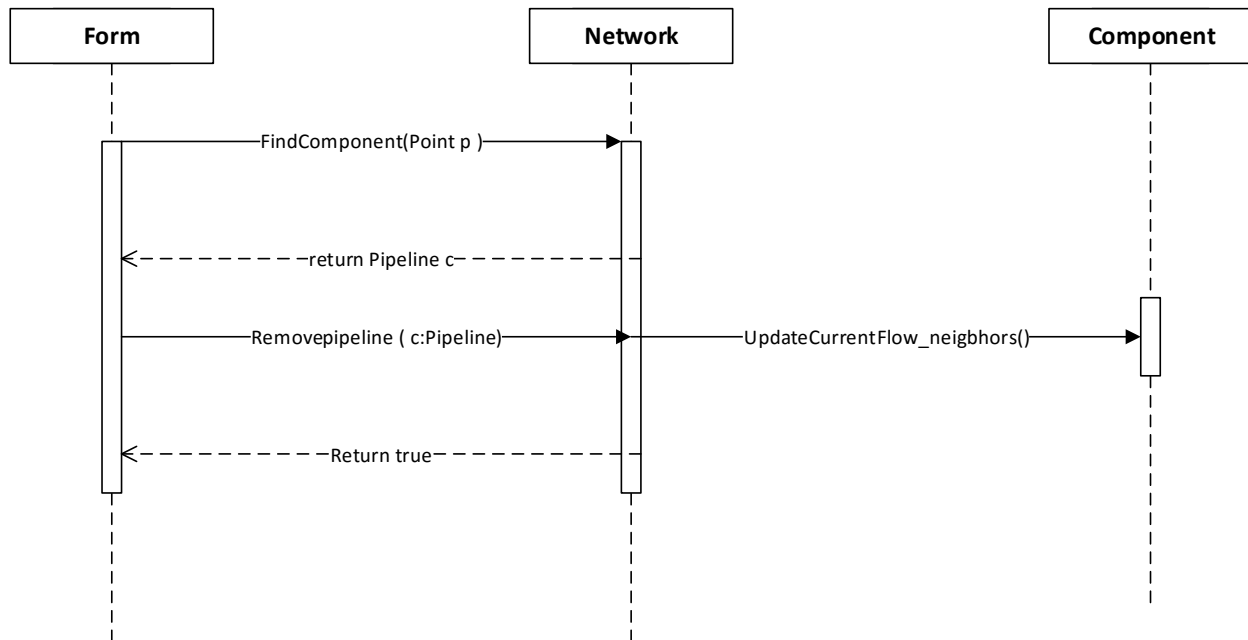 Form
Network
Component
FindComponent(Point p )
return Pipeline c
Removepipeline ( c:Pipeline)
UpdateCurrentFlow_neigbhors()
Return true